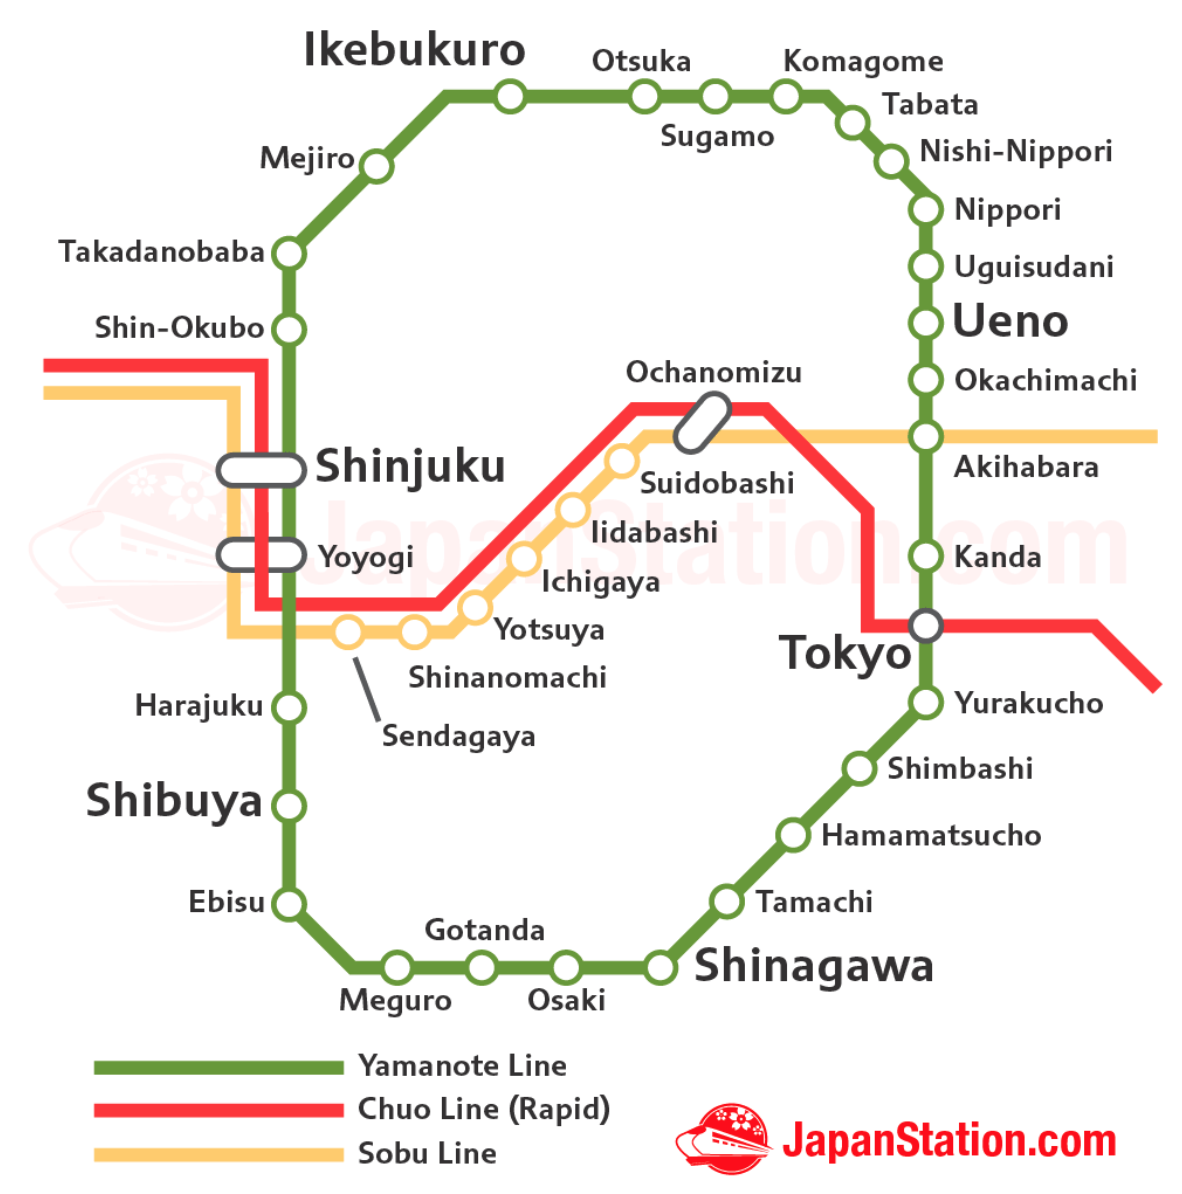 Ikebukuro
Otsuka
Komagome
Tabata
Sugamo
Nishi-Nippori
Mejiro
Nippori
Takadanobaba
Uguisudani
Shin-Okubo
Ueno
Ochanomizu
Okachimachi
Shinjuku
Akihabara
Suidobashi
Iidabashi
JapanStation.com
Yoyogi
Kanda
Ichigaya
Yotsuya
Tokyo
Shinanomachi
Harajuku
Yurakucho
Sendagaya
Shimbashi
Shibuya
Hamamatsucho
Ebisu
Tamachi
Gotanda
Shinagawa
Meguro
Osaki
Yamanote Line
Chuo Line (Rapid)
Sobu Line
JapanStation.com